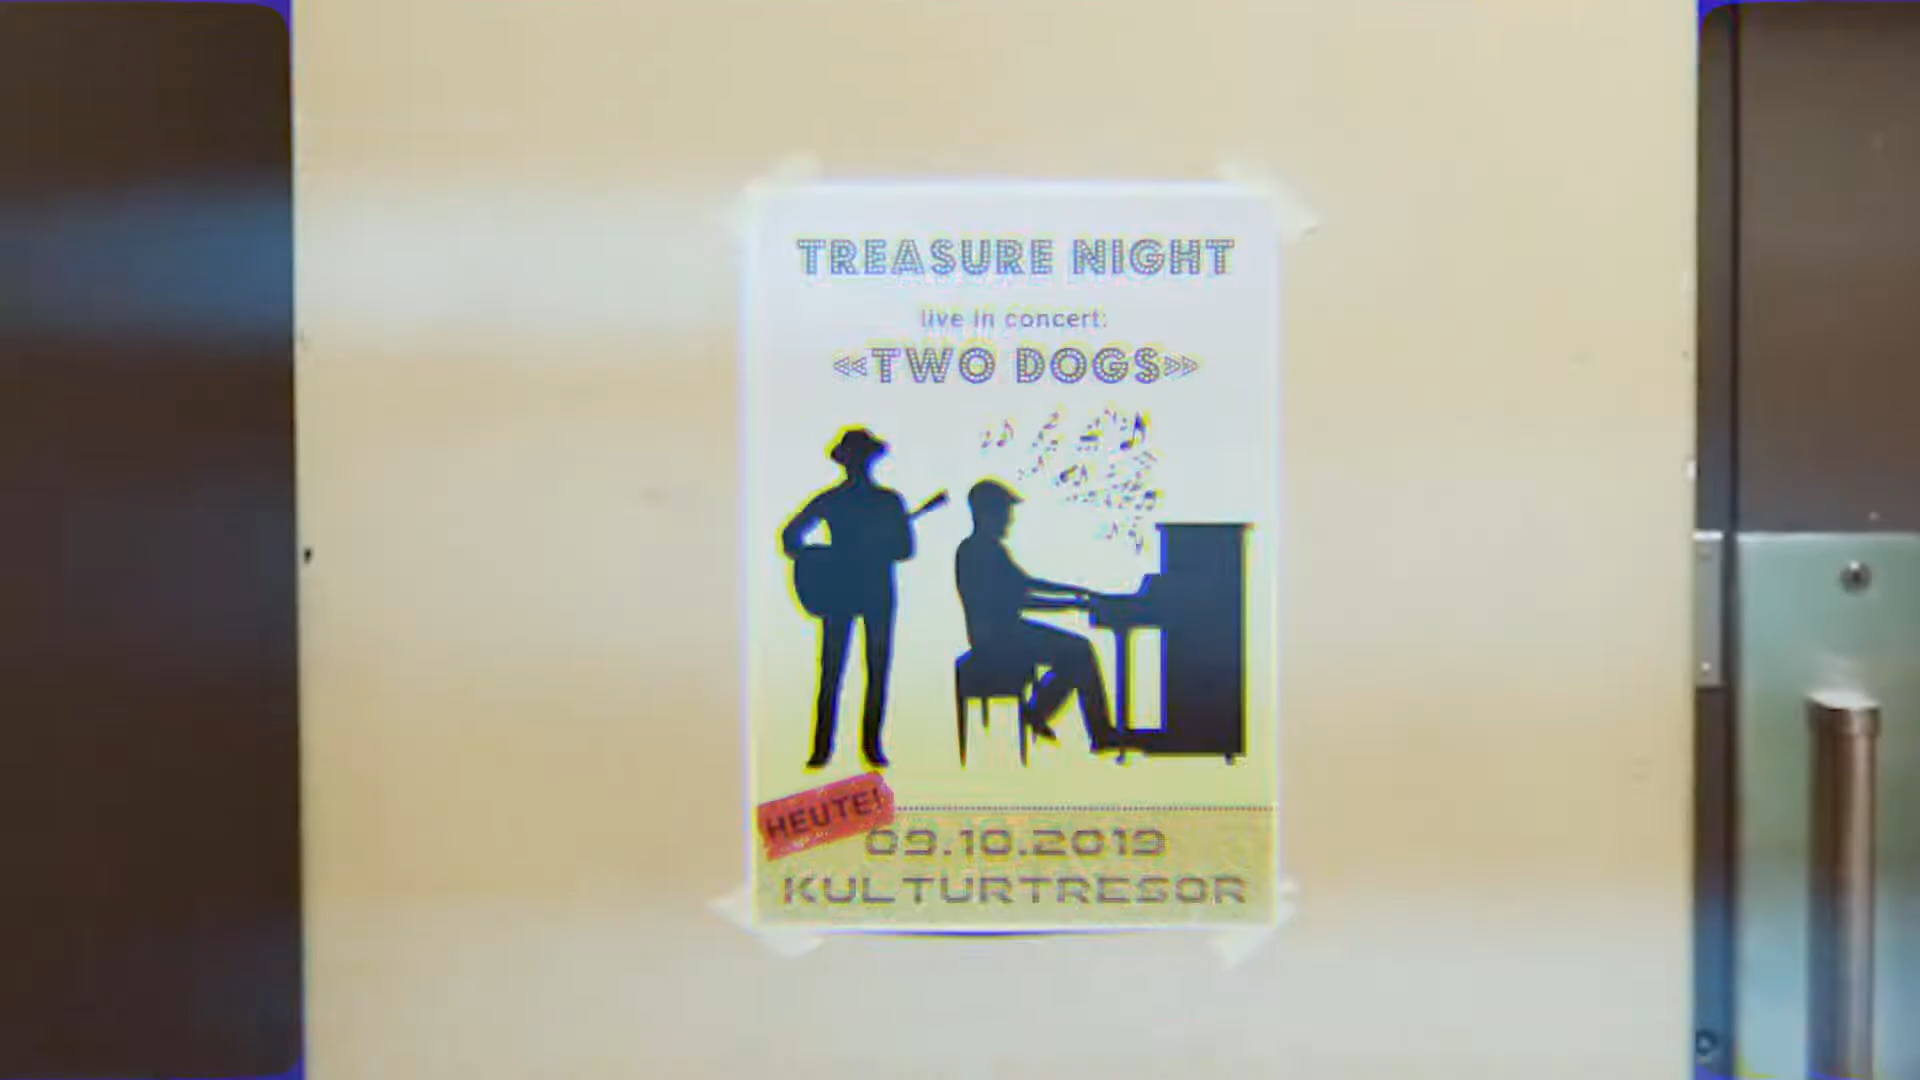 TREASURE NIGHT
live in concert:
«TWO DOGS»
HEUTE!
09.10.2019
KULTURTRESOR